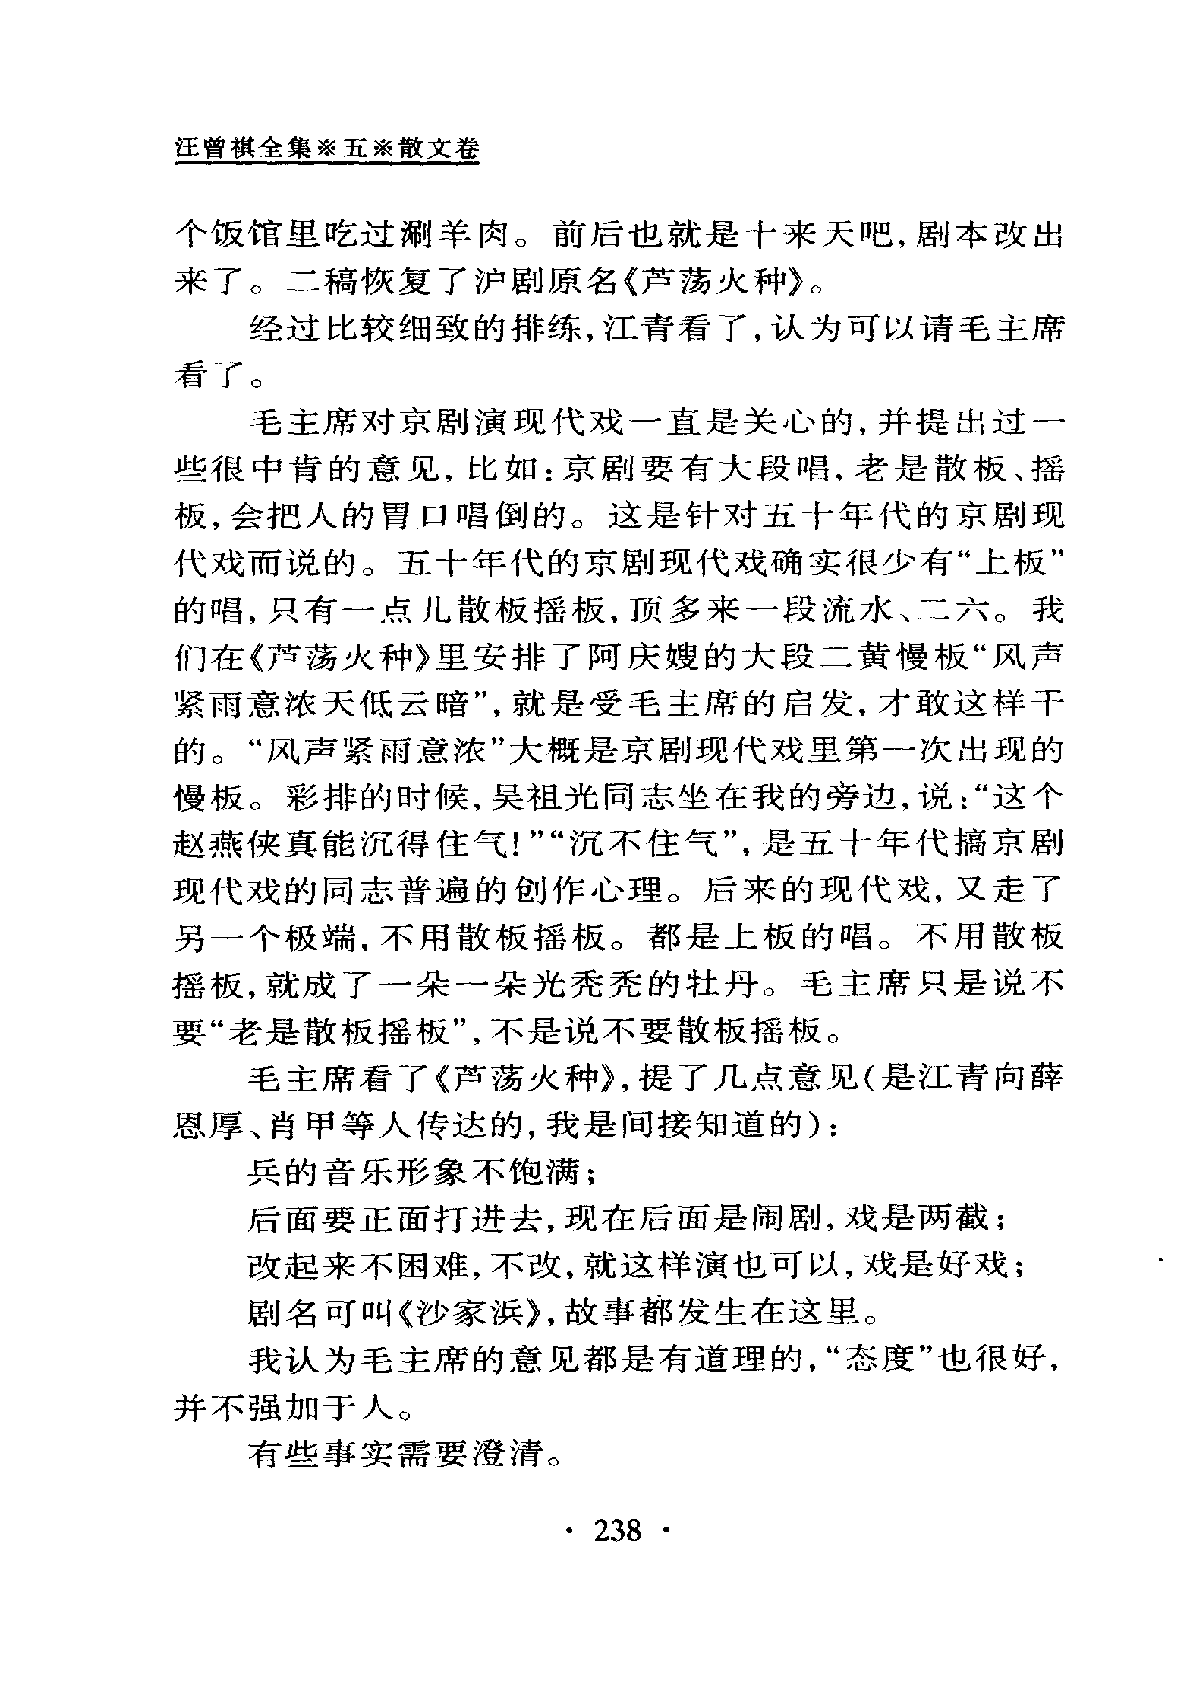 汪曾祺全集※五※散文卷
个饭馆里吃过涮羊肉。前后也就是十来天吧,剧本改出
来了。二稿恢复了沪剧原名《芦荡火种》。
经过比较细致的排练,江青看了,认为可以请毛主席
看了。
毛主席对京剧演现代戏一直是关心的,并提出过一
些很中肯的意见,比如:京剧要有大段唱,老是散板、摇
板,会把人的胃口唱倒的。这是针对五十年代的京剧现
代戏而说的。五十年代的京剧现代戏确实很少有“上板”
的唱,只有一点儿散板摇板,顶多来一段流水、二六。我
们在《芦荡火种》里安排了阿庆嫂的大段二黄慢板“风声
紧雨意浓天低云暗”,就是受毛主席的启发,才敢这样干
的。“风声紧雨意浓”大概是京剧现代戏里第一次出现的
慢板。彩排的时候,吴祖光同志坐在我的旁边,说:“这个
赵燕侠真能沉得住气!”“沉不住气”,是五十年代搞京剧
现代戏的同志普遍的创作心理。后来的现代戏,又走了
另一个极端,不用散板摇板。都是上板的唱。不用散板
摇板,就成了一朵一朵光秃秃的牡丹。毛主席只是说不
要“老是散板摇板”,不是说不要散板摇板。
毛主席看了《芦荡火种》,提了几点意见(是江青向薛
恩厚、肖甲等人传达的,我是间接知道的):
兵的音乐形象不饱满;
后面要正面打进去,现在后面是闹剧,戏是两截;
改起来不困难,不改,就这样演也可以,戏是好戏;
剧名可叫《沙家浜》,故事都发生在这里。
我认为毛主席的意见都是有道理的,“态度”也很好,
并不强加于人。
有些事实需要澄清。
· 238 ·